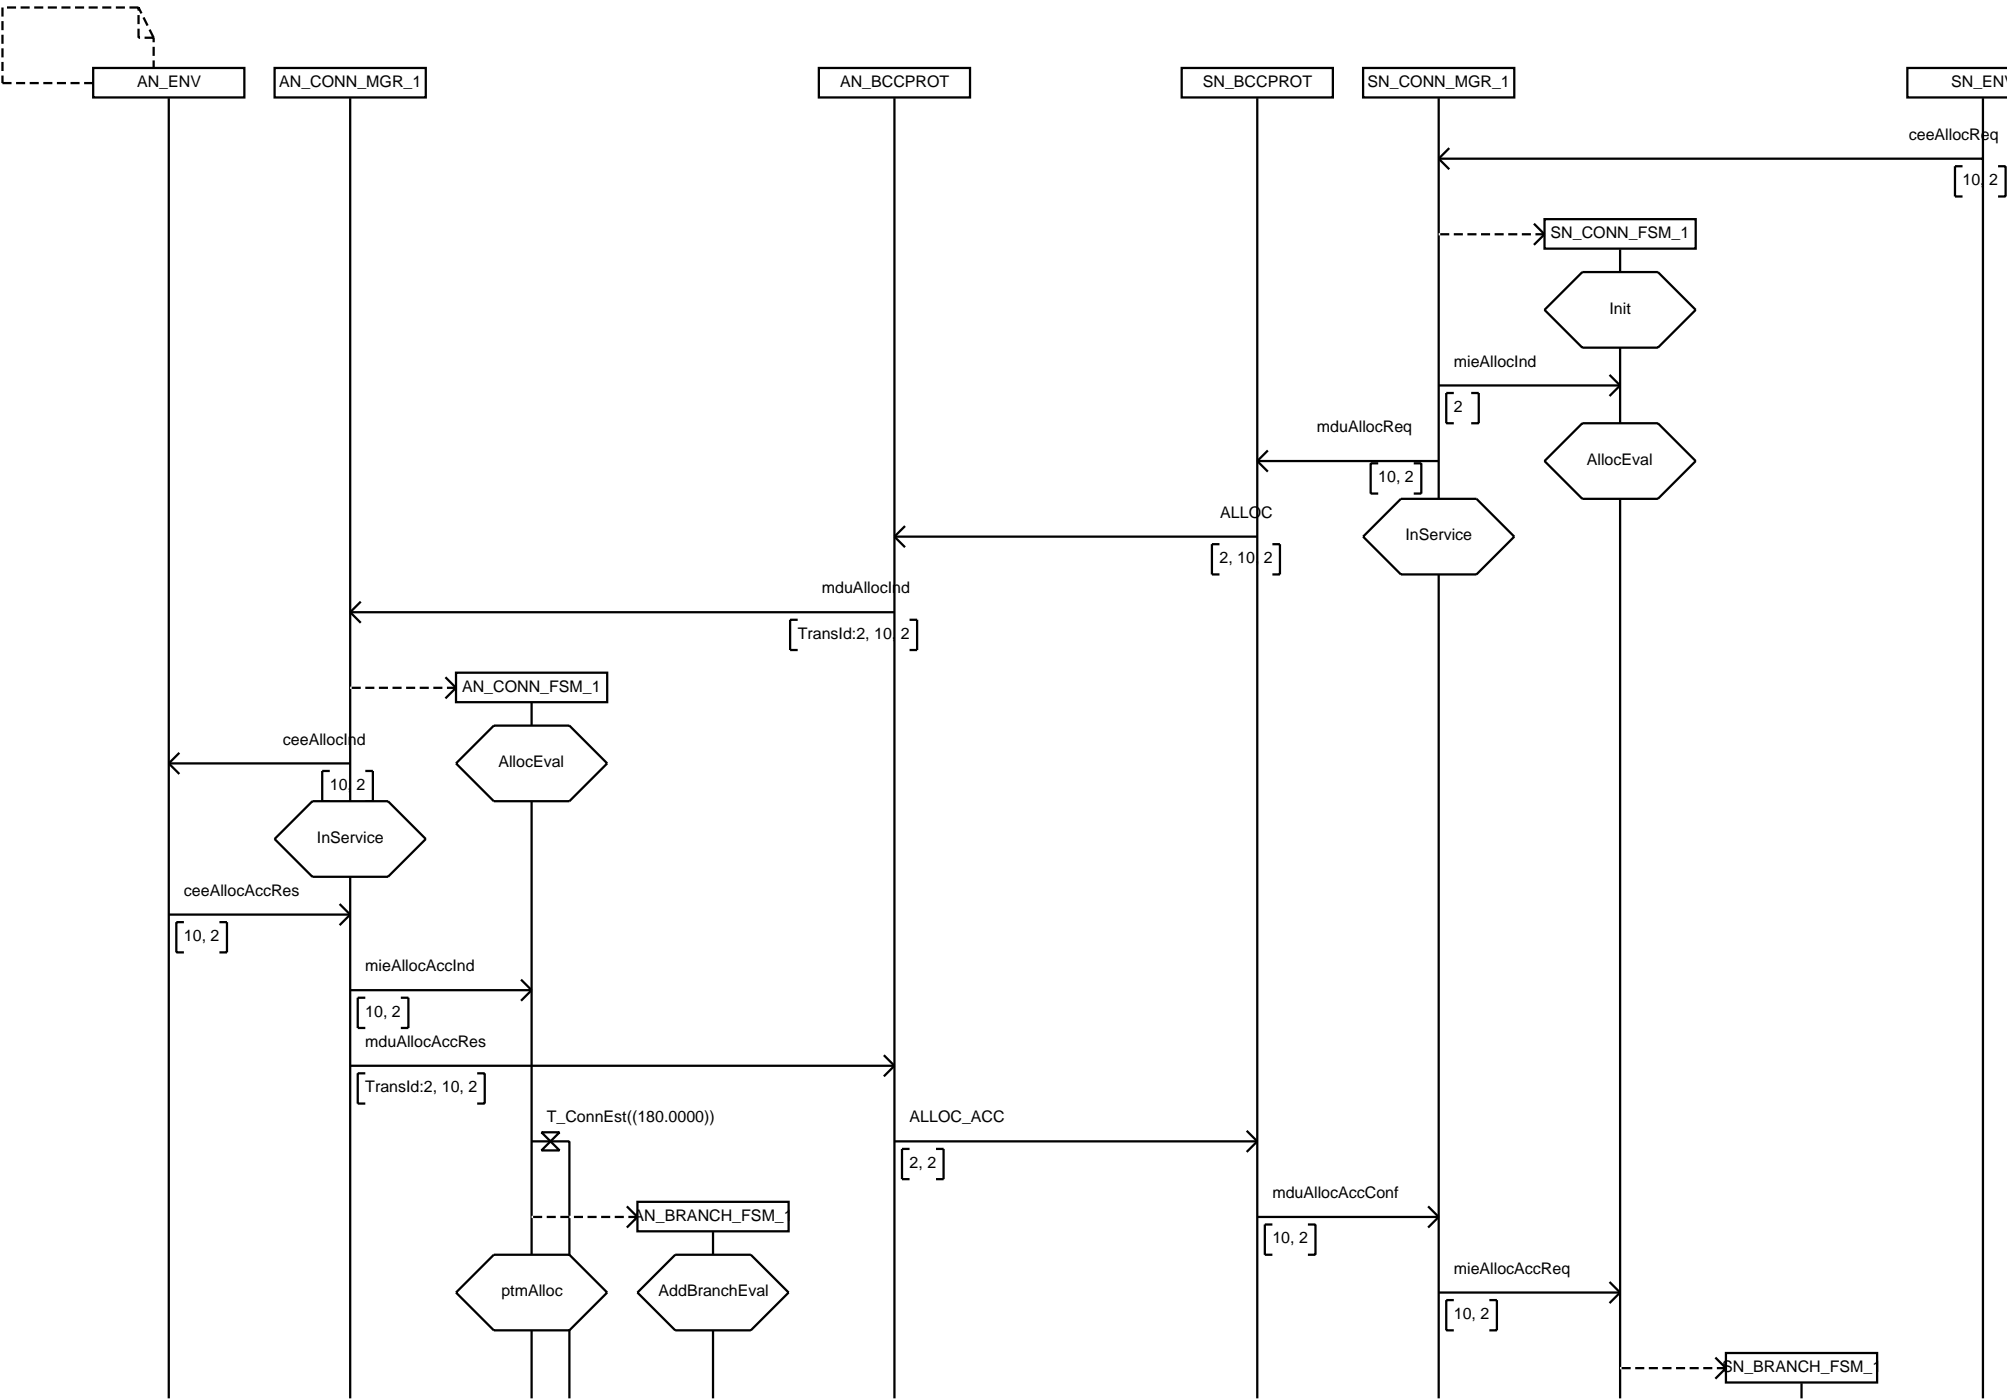 AN_ENV
AN_CONN_MGR_1
AN_BCCPROT
SN_BCCPROT
SN_CONN_MGR_1
SN_ENV
ceeAllocReq
[10, 2]
SN_CONN_FSM_1
Init
mieAllocInd
[2 ]
mduAllocReq
[10, 2]
AllocEval
ALLOC
[2, 10, 2]
InService
mduAllocInd
[TransId:2, 10, 2]
AN_CONN_FSM_1
ceeAllocInd
[10, 2]
AllocEval
InService
ceeAllocAccRes
[10, 2]
mieAllocAccInd
[10, 2]
mduAllocAccRes
[TransId:2, 10, 2]
T_ConnEst((180.0000))
ALLOC_ACC
[2, 2]
mduAllocAccConf
[10, 2]
AN_BRANCH_FSM_1
ptmAlloc
AddBranchEval
mieAllocAccReq
[10, 2]
SN_BRANCH_FSM_1